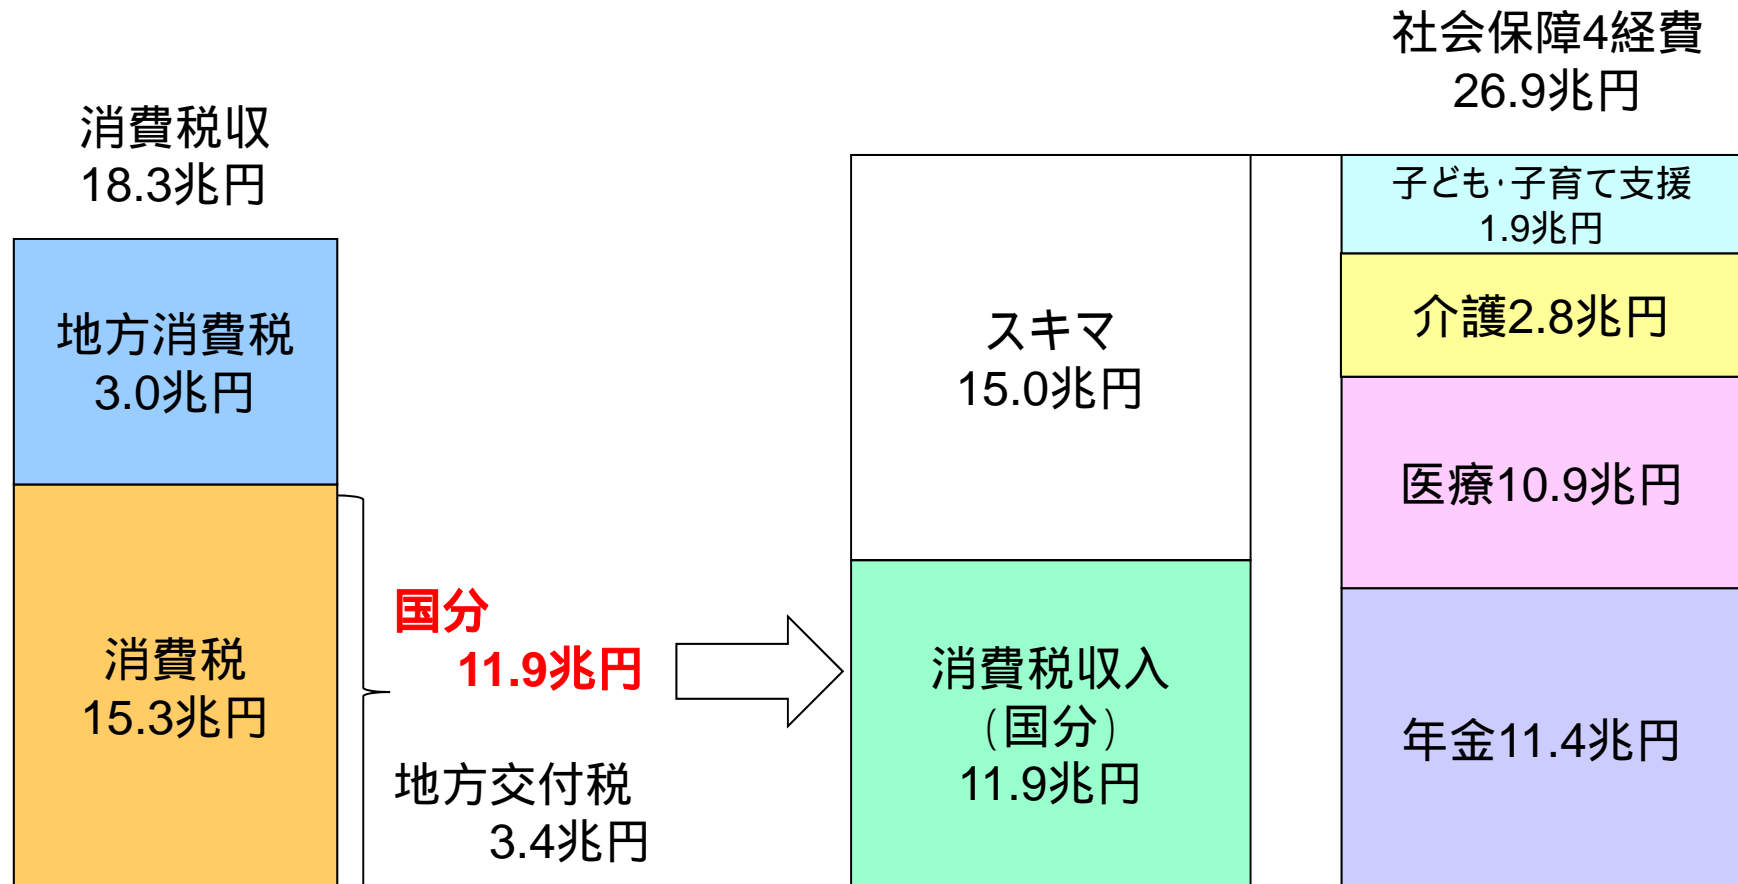 消費税収
18.3兆円
地方消費税
3.0兆円
消費税
15.3兆円
国分
11.9兆円
地方交付税
3.4兆円
スキマ
15.0兆円
消費税収入
(国分)
11.9兆円
社会保障4経費
26.9兆円
子ども・子育て支援
1.9兆円
介護2.8兆円
医療10.9兆円
年金11.4兆円